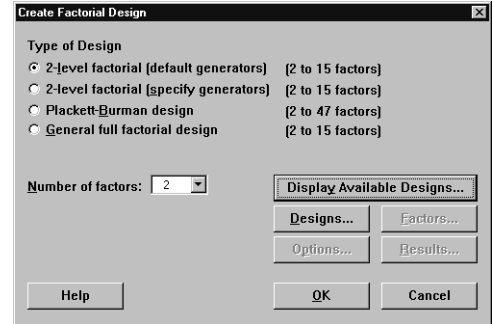 Create Factorial Design
Type of Design
2-level factorial (default generators) (2 to 15 factors)
2-level factorial (specify generators) (2 to 15 factors)
Plackett-Burman design (2 to 47 factors)
General full factorial design (2 to 15 factors)
Number of factors: 2 Display Available Designs...
Designs... Factors...
Options... Results...
Help OK Cancel